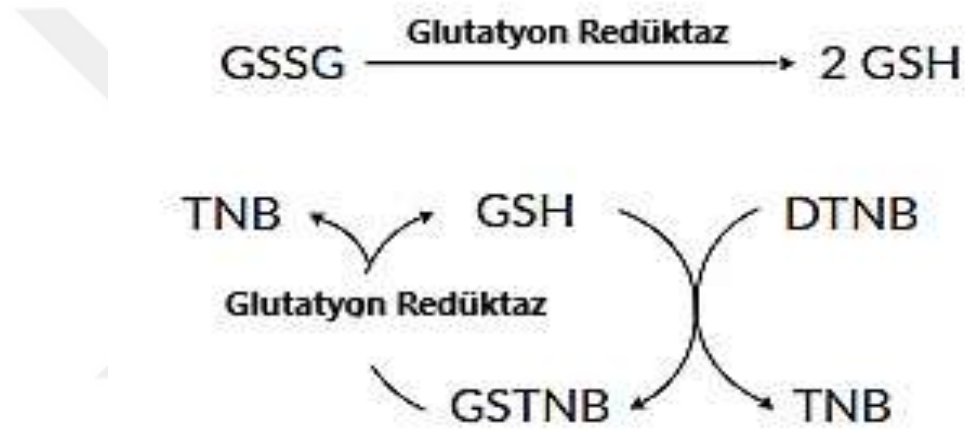 Glutatyon Redüktaz
GSSG 2 GSH
TNB GSH DTNB
Glutatyon Redüktaz
GSTNB TNB